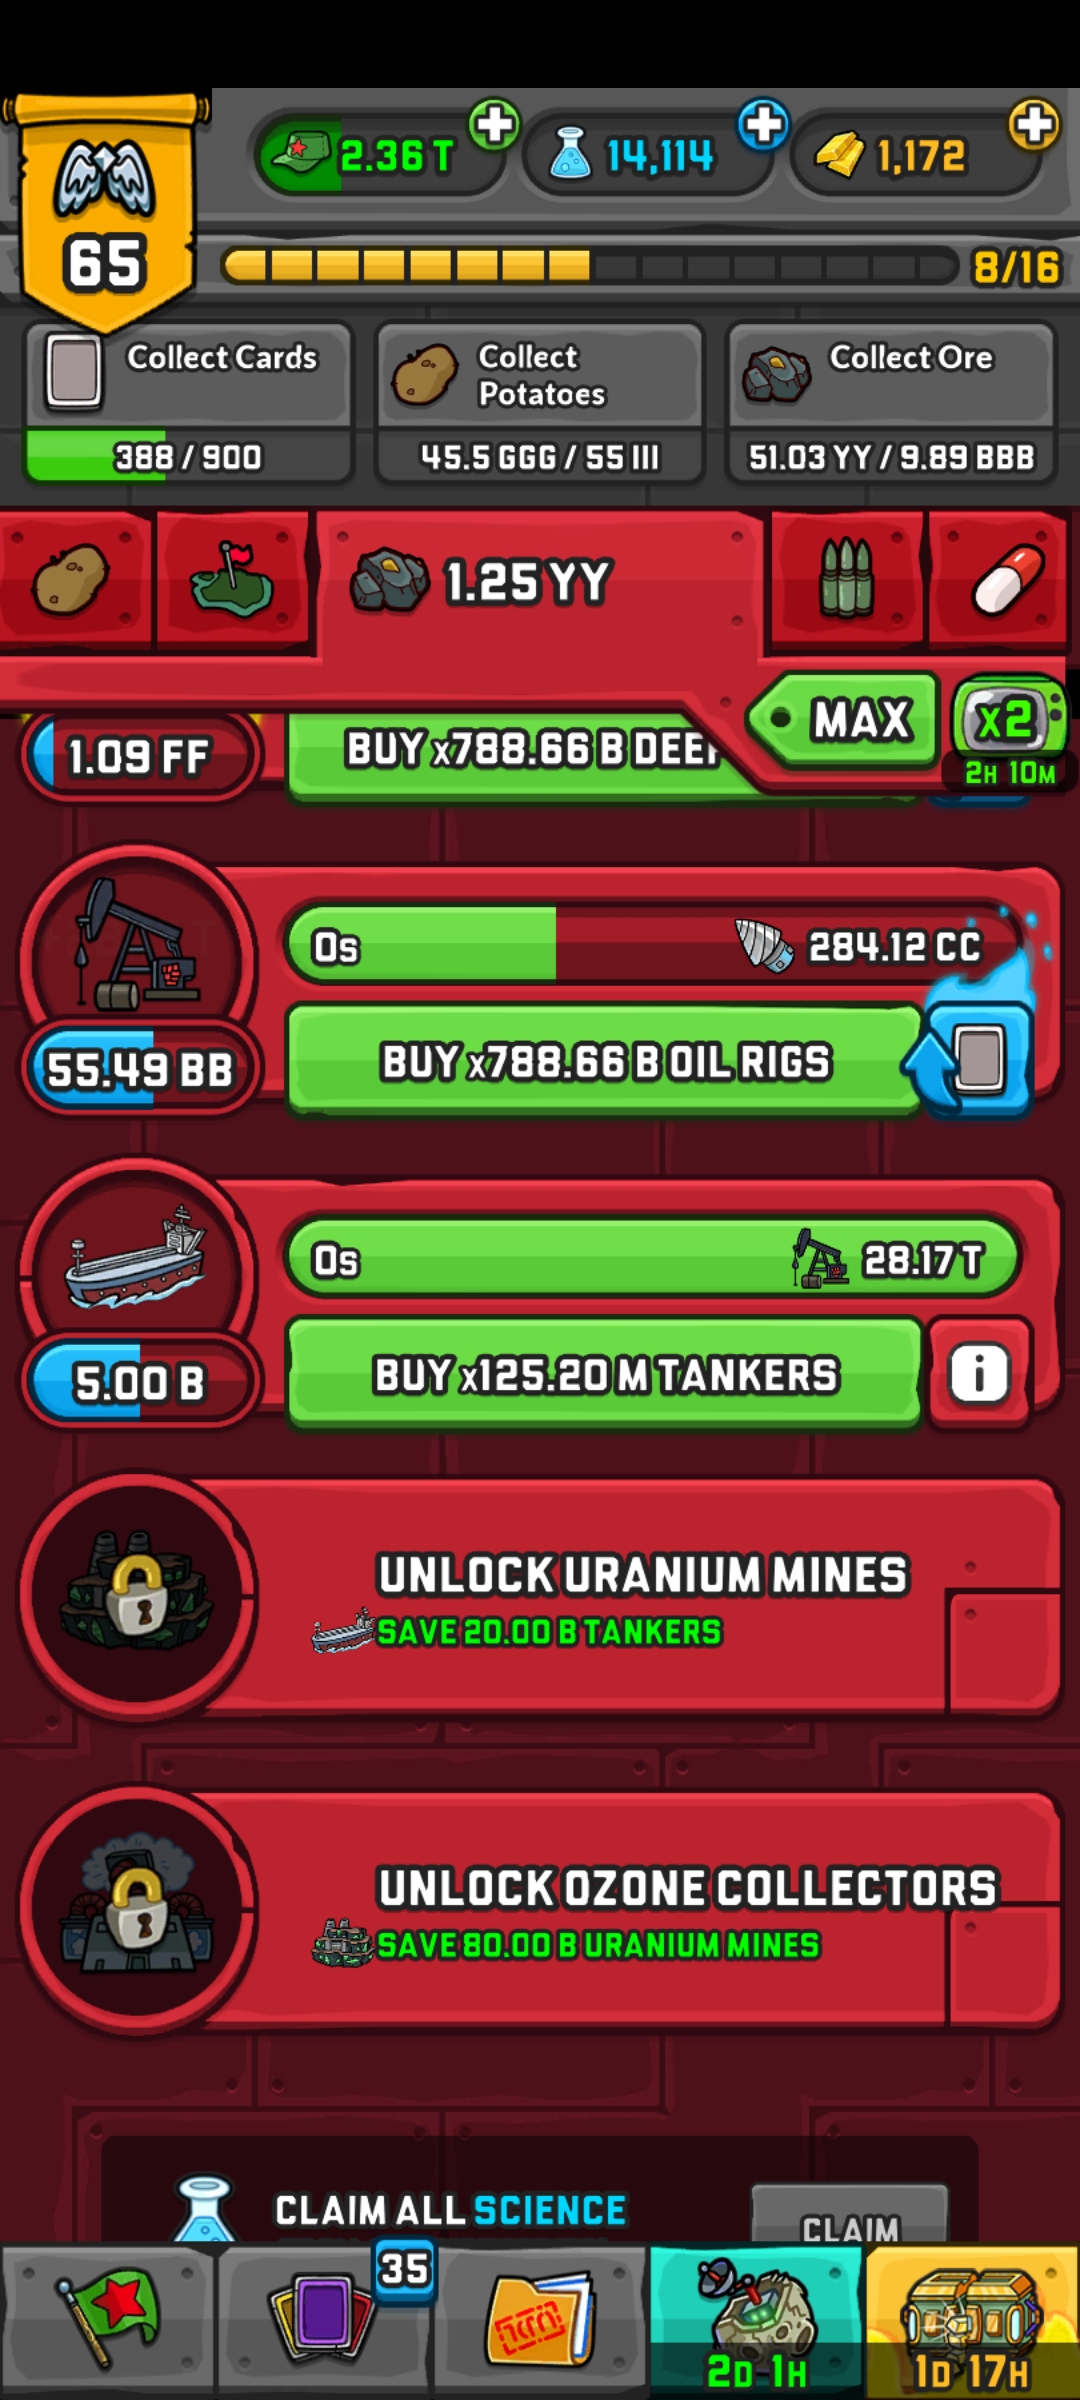 2.36 T
14,114
1,172
65
8/16
Collect Cards
388 / 900
Collect
Potatoes
45.5 GGG / 55 III
Collect Ore
51.03 YY / 9.89 BBB
1.25 YY
MAX
x2
2H 10M
1.09 FF
BUY x788.66 B DEEP
0s
284.12 CC
55.49 BB
BUY x788.66 B OIL RIGS
0s
28.17 T
5.00 B
BUY x125.20 M TANKERS
i
UNLOCK URANIUM MINES
SAVE 20.00 B TANKERS
UNLOCK OZONE COLLECTORS
SAVE 80.00 B URANIUM MINES
CLAIM ALL SCIENCE
CLAIM
35
2D 1H
1D 17H